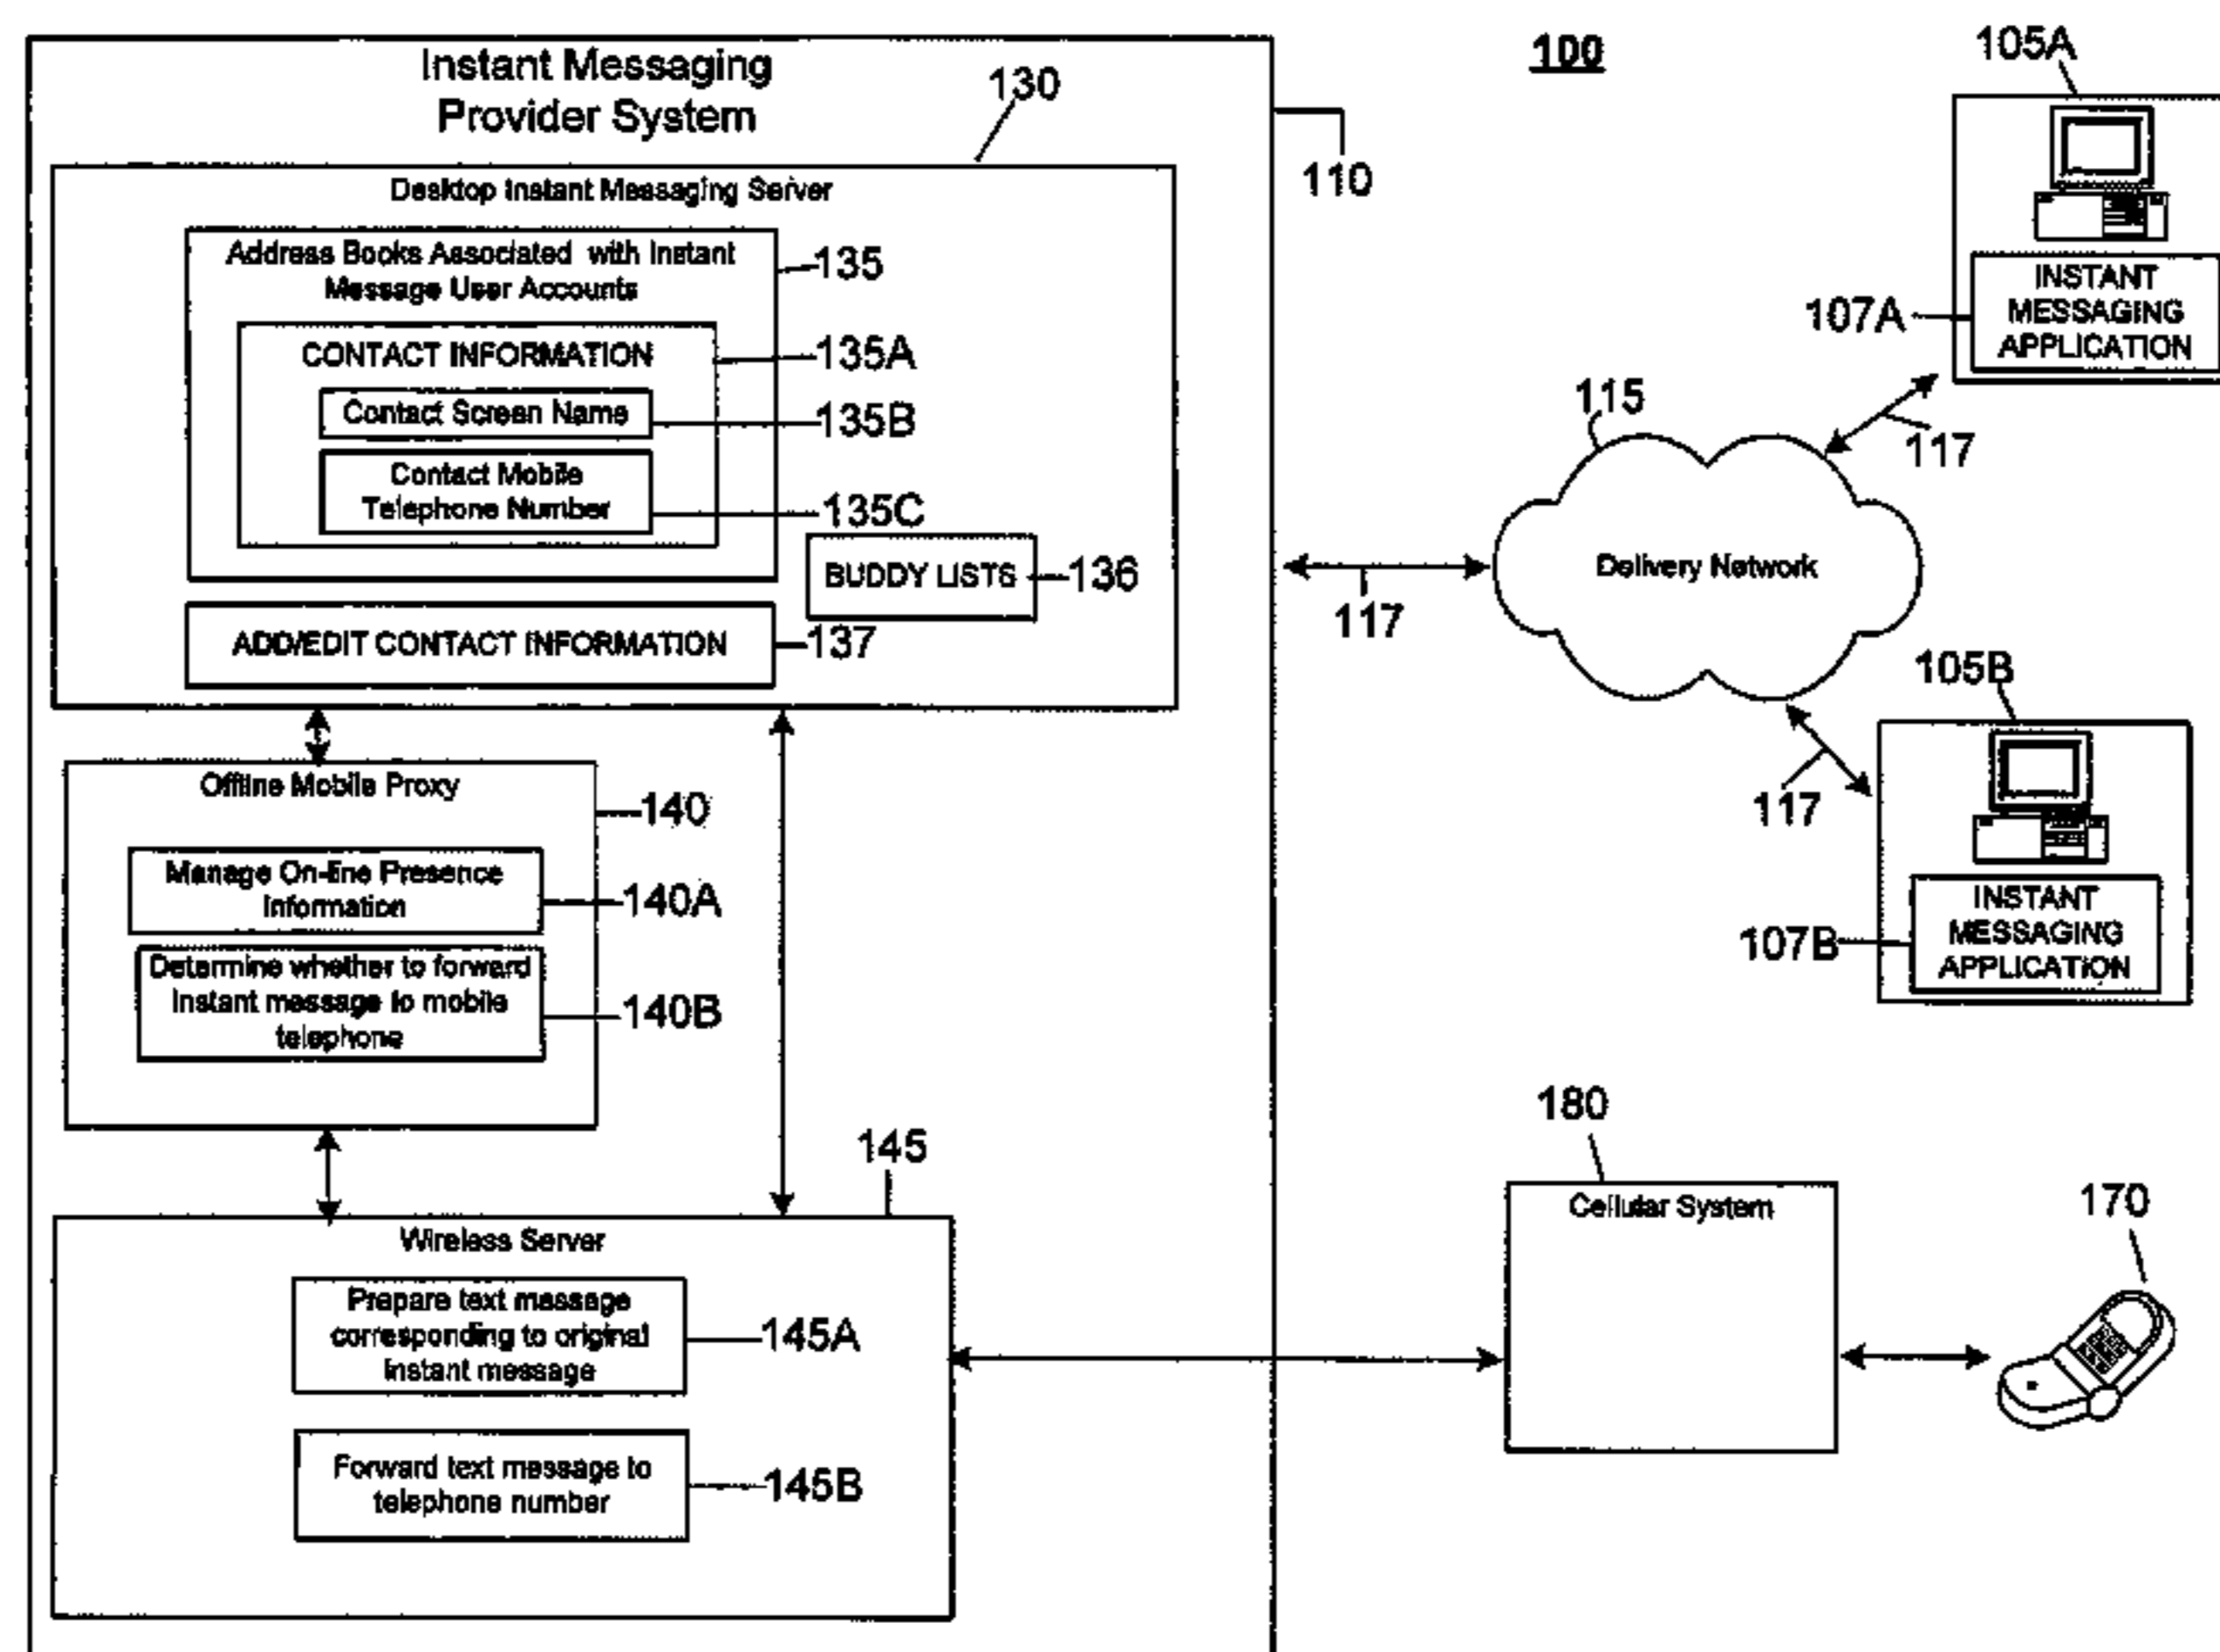 Instant Messaging
Provider System
100
105A
130
110
Desktop Instant Messaging Server
Address Books Associated with Instant
Message User Accounts
135
CONTACT INFORMATION
135A
Contact Screen Name
135B
Contact Mobile
Telephone Number
135C
BUDDY LISTS
136
ADD/EDIT CONTACT INFORMATION
137
INSTANT
MESSAGING
APPLICATION
107A
115
117
Delivery Network
117
105B
117
INSTANT
MESSAGING
APPLICATION
107B
Offline Mobile Proxy
140
Manage On-line Presence
Information
140A
Determine whether to forward
Instant message to mobile
telephone
140B
145
Wireless Server
Prepare text message
corresponding to original
instant message
145A
Forward text message to
telephone number
145B
180
Cellular System
170